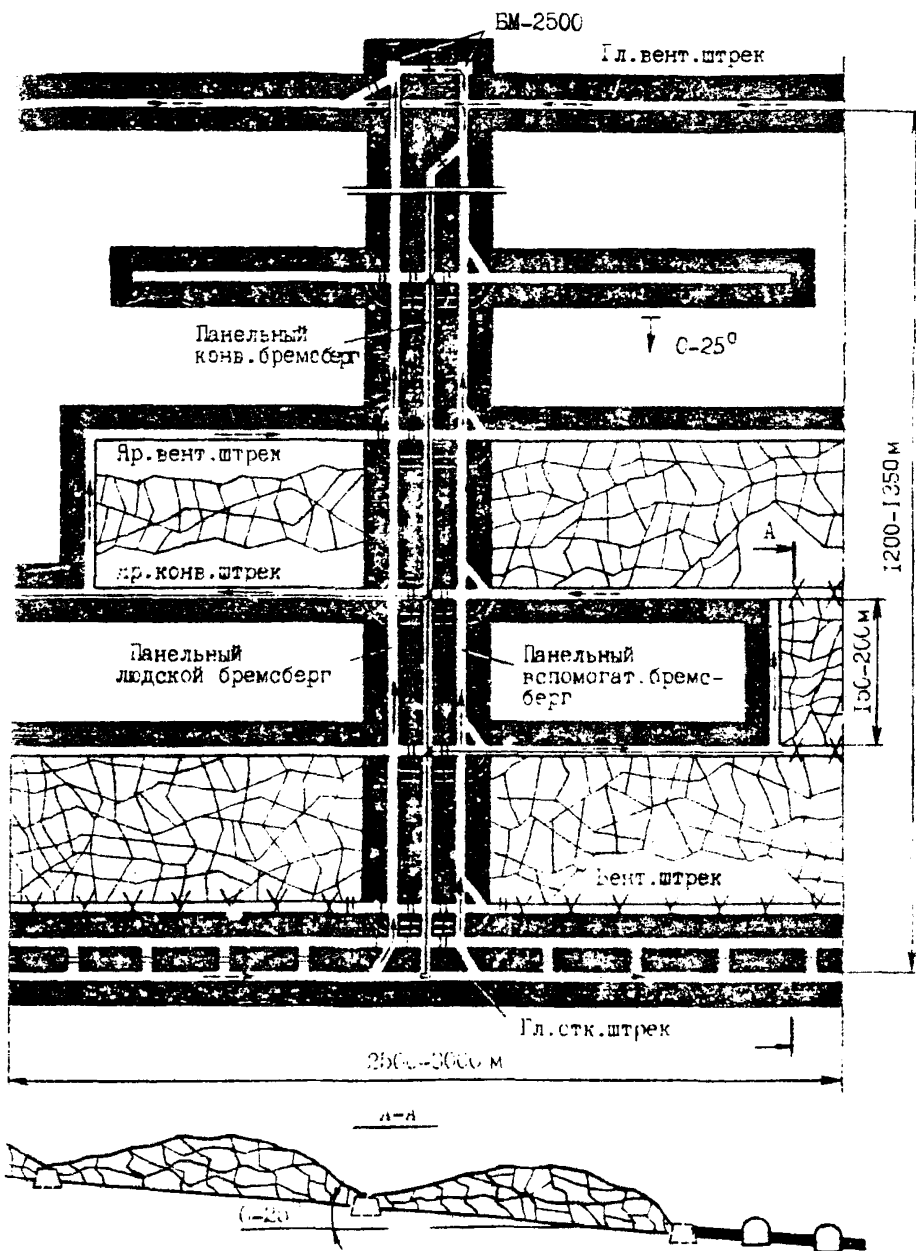 БМ-2500
Гл.вент.штрек
Панельный
конв.бремсберг
0-25°
Яр.вент.штрек
Яр.конв.штрек
1200-1350 м
А
Панельный
людской бремсберг
Панельный
вспомогат.бремс-
берг
150-200 м
Вент.штрек
Гл.отк.штрек
2500-3000 м
А-А